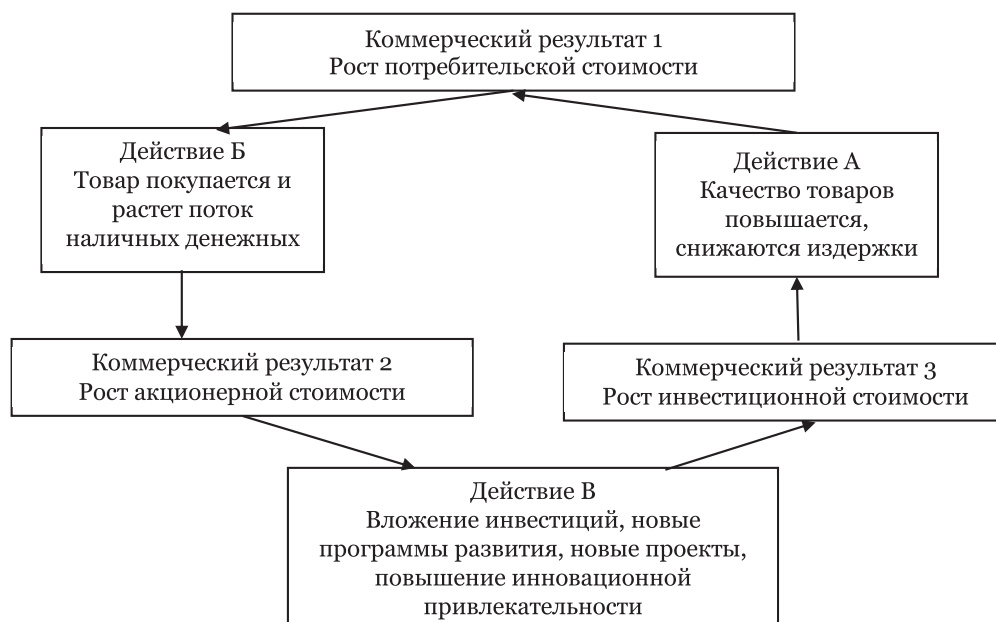 Коммерческий результат 1
Рост потребительской стоимости
Действие Б
Товар покупается и
растет поток
наличных денежных
Действие А
Качество товаров
повышается,
снижаются издержки
Коммерческий результат 2
Рост акционерной стоимости
Коммерческий результат 3
Рост инвестиционной стоимости
Действие В
Вложение инвестиций, новые
программы развития, новые проекты,
повышение инновационной
привлекательности